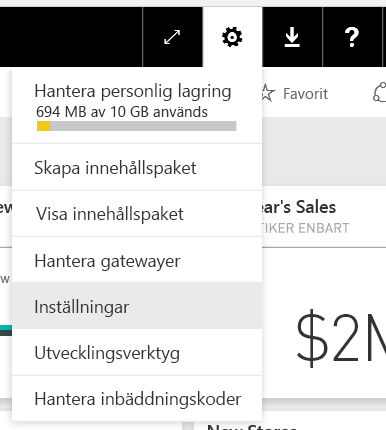 ?
Hantera personlig lagring
694 MB av 10 GB används
Favorit
Skapa innehållspaket
Visa innehållspaket
ear's Sales
TIKER ENBART
Hantera gatewayer
Inställningar
$2M
Utvecklingsverktyg
Hantera inbäddningskoder
New Stores